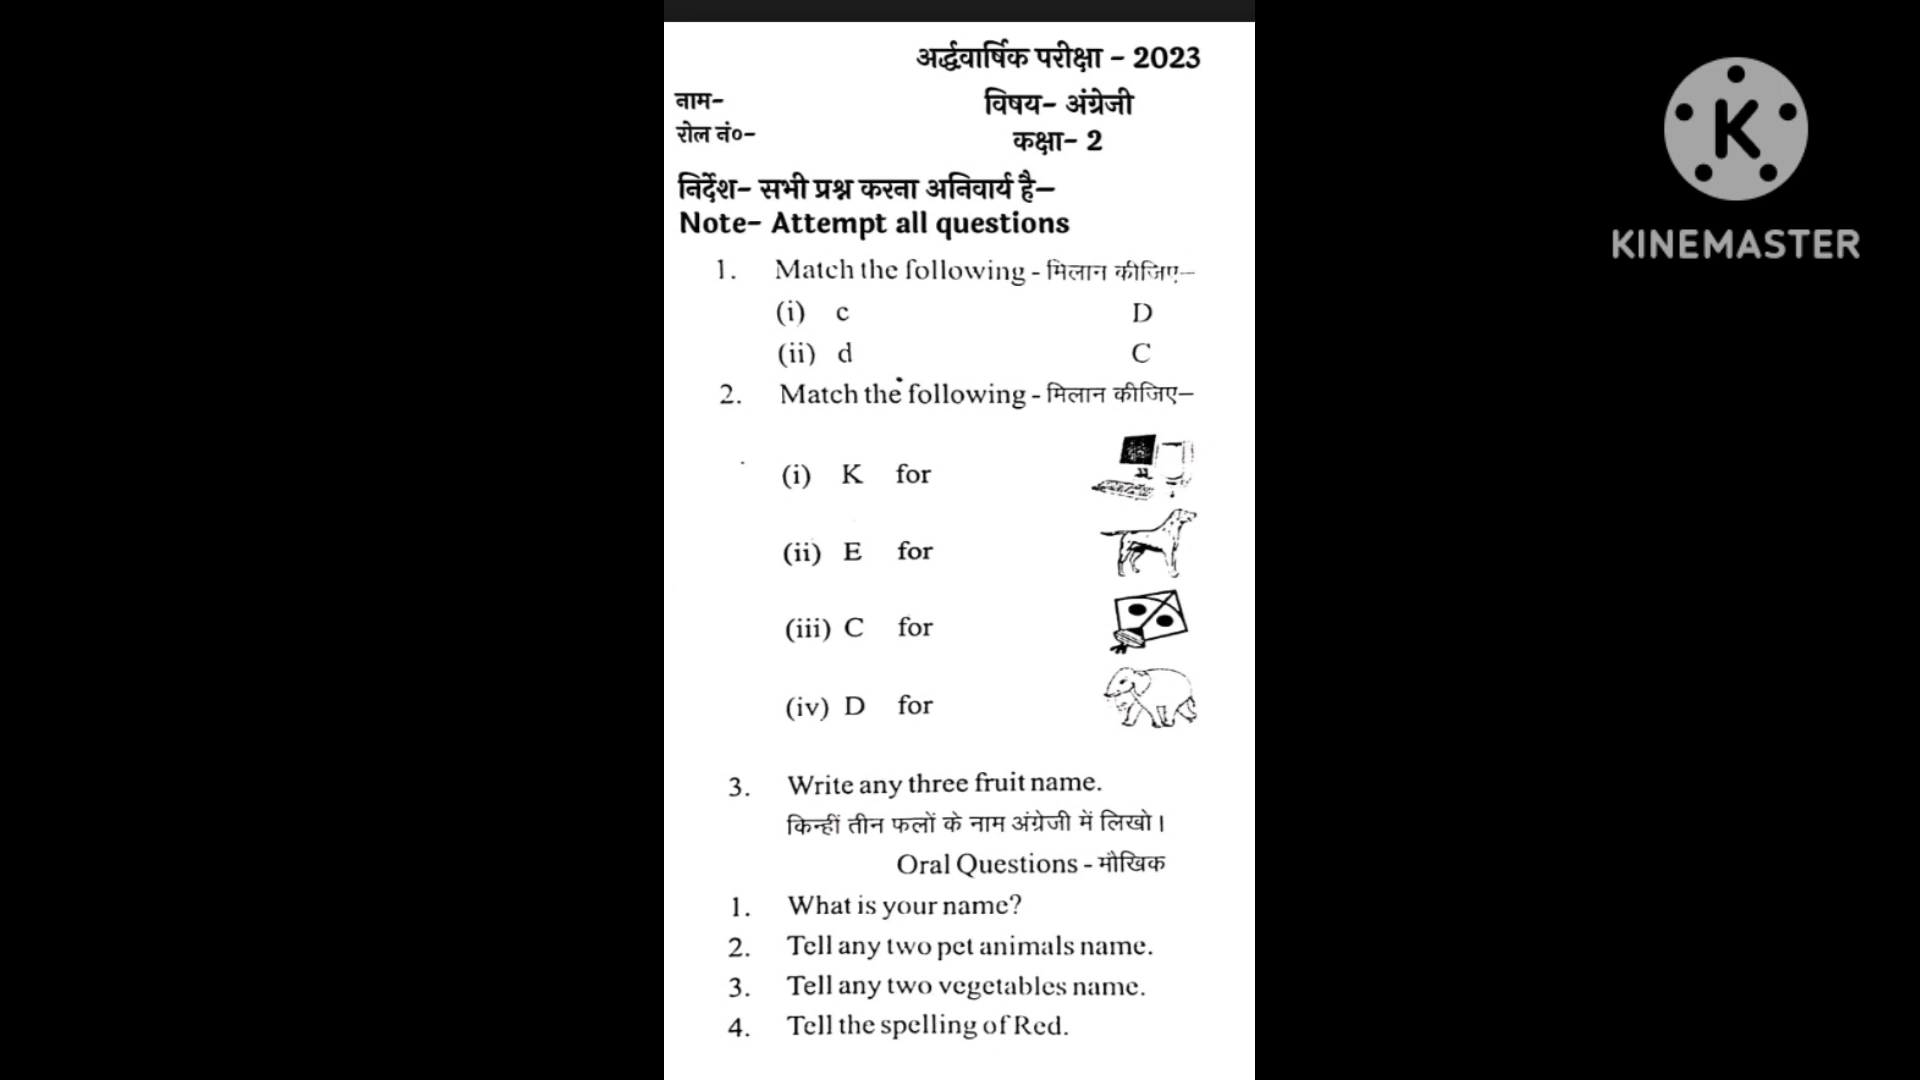 अर्द्धवार्षिक परीक्षा - 2023
नाम-
विषय- अंग्रेजी
रोल नं०-
कक्षा- 2
निर्देश- सभी प्रश्न करना अनिवार्य है—
Note- Attempt all questions
1. Match the following - मिलान कीजिए—
(i) c D
(ii) d C
2. Match the following - मिलान कीजिए—
(i) K for
(ii) E for
(iii) C for
(iv) D for
3. Write any three fruit name.
किन्हीं तीन फलों के नाम अंग्रेजी में लिखो।
Oral Questions - मौखिक
1. What is your name?
2. Tell any two pet animals name.
3. Tell any two vegetables name.
4. Tell the spelling of Red.
K
KINEMASTER